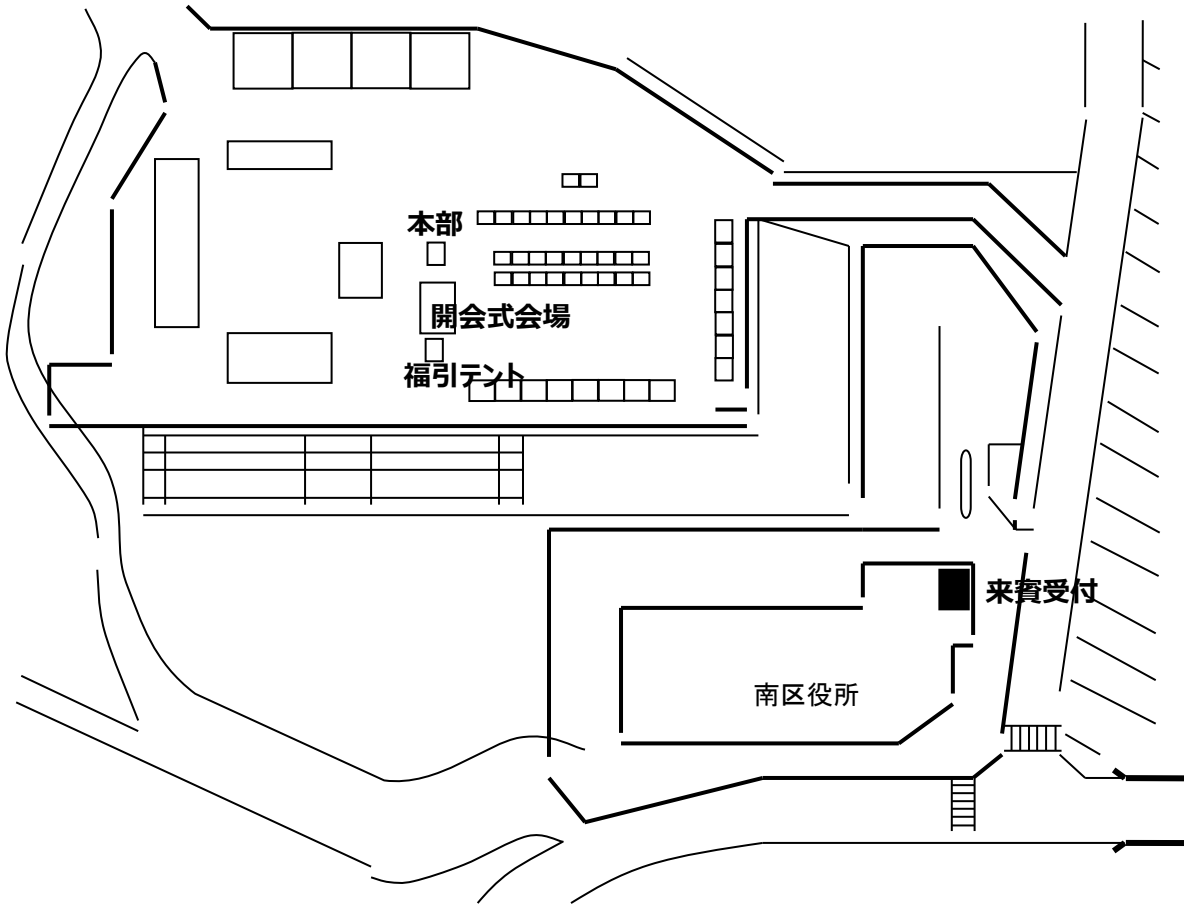 本部
開会式会場
福引テント
来賓受付
南区役所